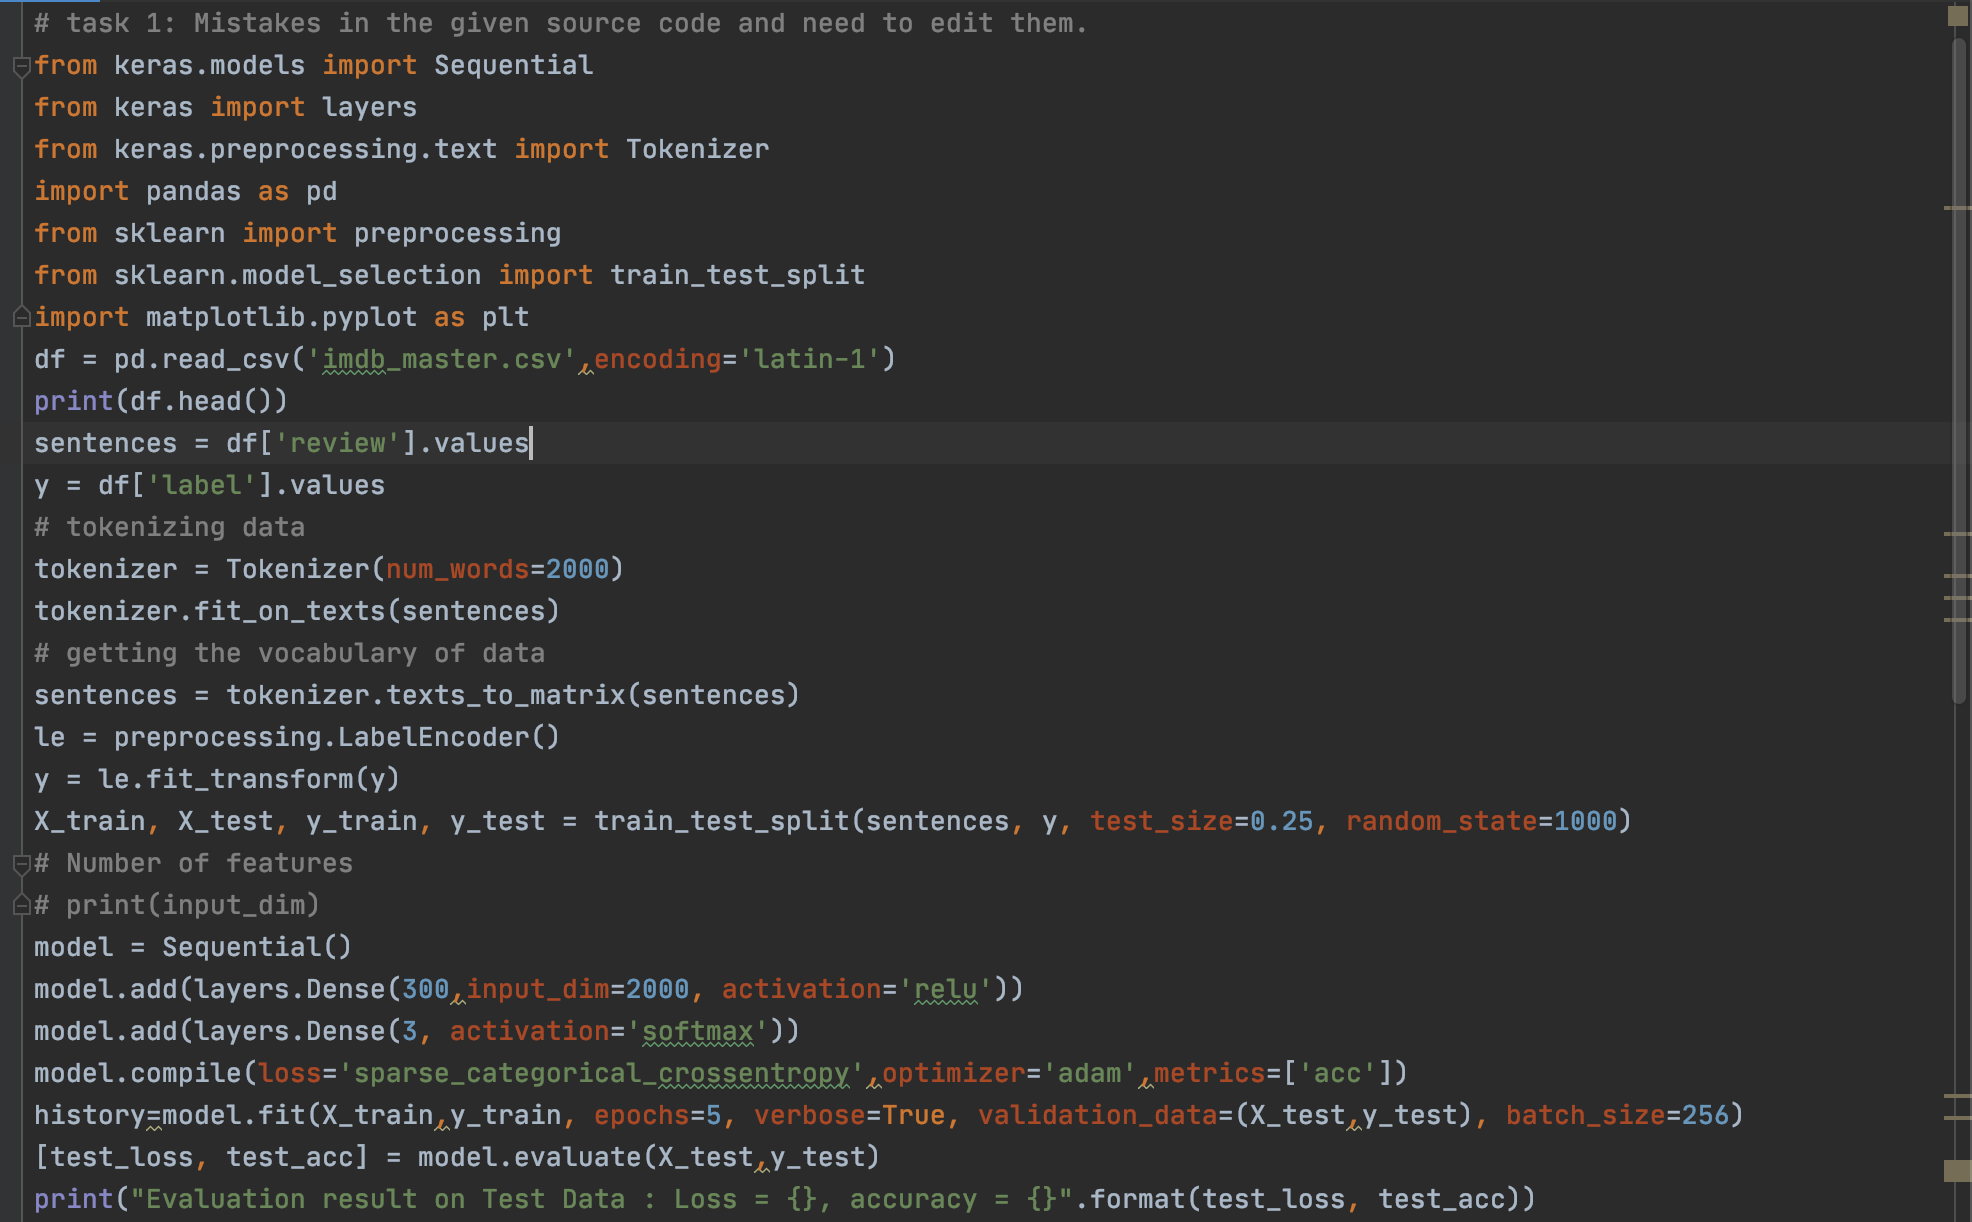 # task 1: Mistakes in the given source code and need to edit them.
from keras.models import Sequential
from keras import layers
from keras.preprocessing.text import Tokenizer
import pandas as pd
from sklearn import preprocessing
from sklearn.model_selection import train_test_split
import matplotlib.pyplot as plt
df = pd.read_csv('imdb_master.csv',encoding='latin-1')
print(df.head())
sentences = df['review'].values
y = df['label'].values
# tokenizing data
tokenizer = Tokenizer(num_words=2000)
tokenizer.fit_on_texts(sentences)
# getting the vocabulary of data
sentences = tokenizer.texts_to_matrix(sentences)
le = preprocessing.LabelEncoder()
y = le.fit_transform(y)
X_train, X_test, y_train, y_test = train_test_split(sentences, y, test_size=0.25, random_state=1000)
# Number of features
# print(input_dim)
model = Sequential()
model.add(layers.Dense(300,input_dim=2000, activation='relu'))
model.add(layers.Dense(3, activation='softmax'))
model.compile(loss='sparse_categorical_crossentropy',optimizer='adam',metrics=['acc'])
history=model.fit(X_train,y_train, epochs=5, verbose=True, validation_data=(X_test,y_test), batch_size=256)
[test_loss, test_acc] = model.evaluate(X_test,y_test)
print("Evaluation result on Test Data : Loss = {}, accuracy = {}".format(test_loss, test_acc))